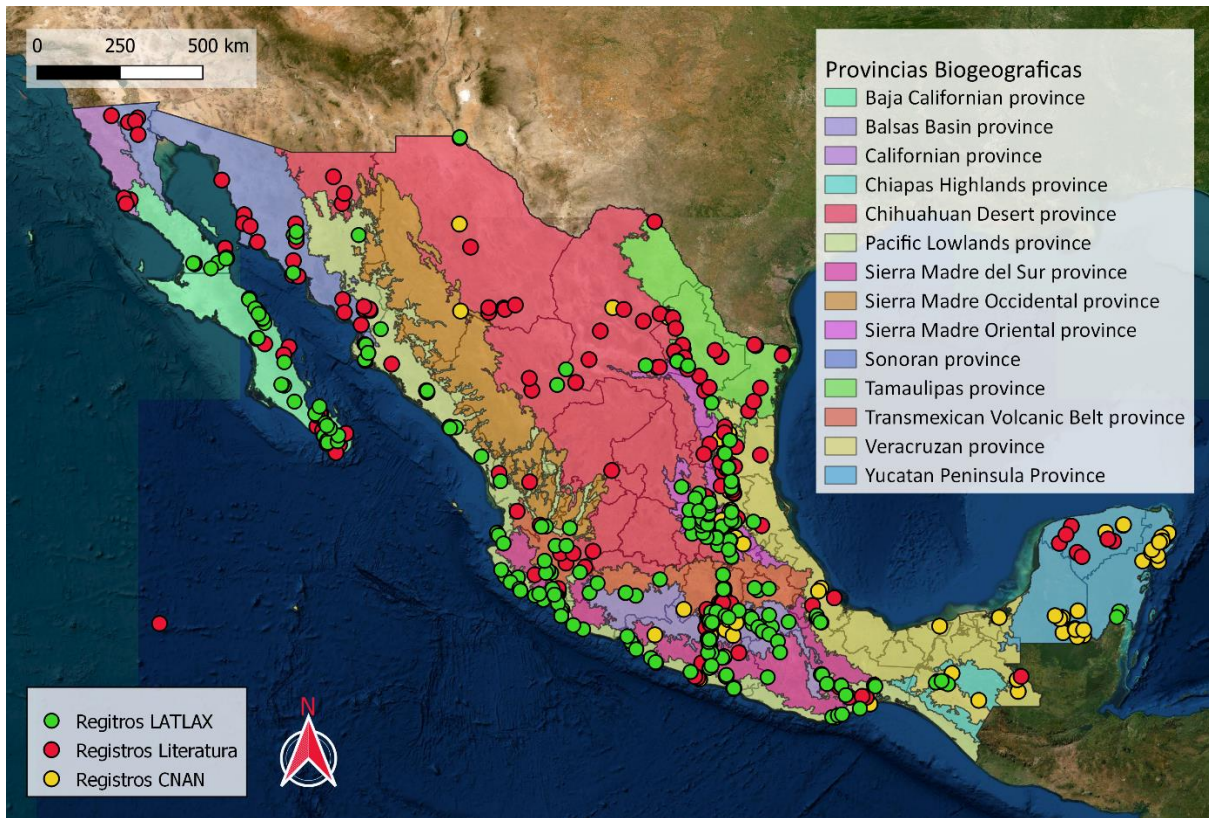 0 250 500 km
Provincias Biogeograficas
Baja Californian province
Balsas Basin province
Californian province
Chiapas Highlands province
Chihuahuan Desert province
Pacific Lowlands province
Sierra Madre del Sur province
Sierra Madre Occidental province
Sierra Madre Oriental province
Sonoran province
Tamaulipas province
Transmexican Volcanic Belt province
Veracruzan province
Yucatan Peninsula Province
Regitros LATLAX
Registros Literatura
Registros CNAN
N